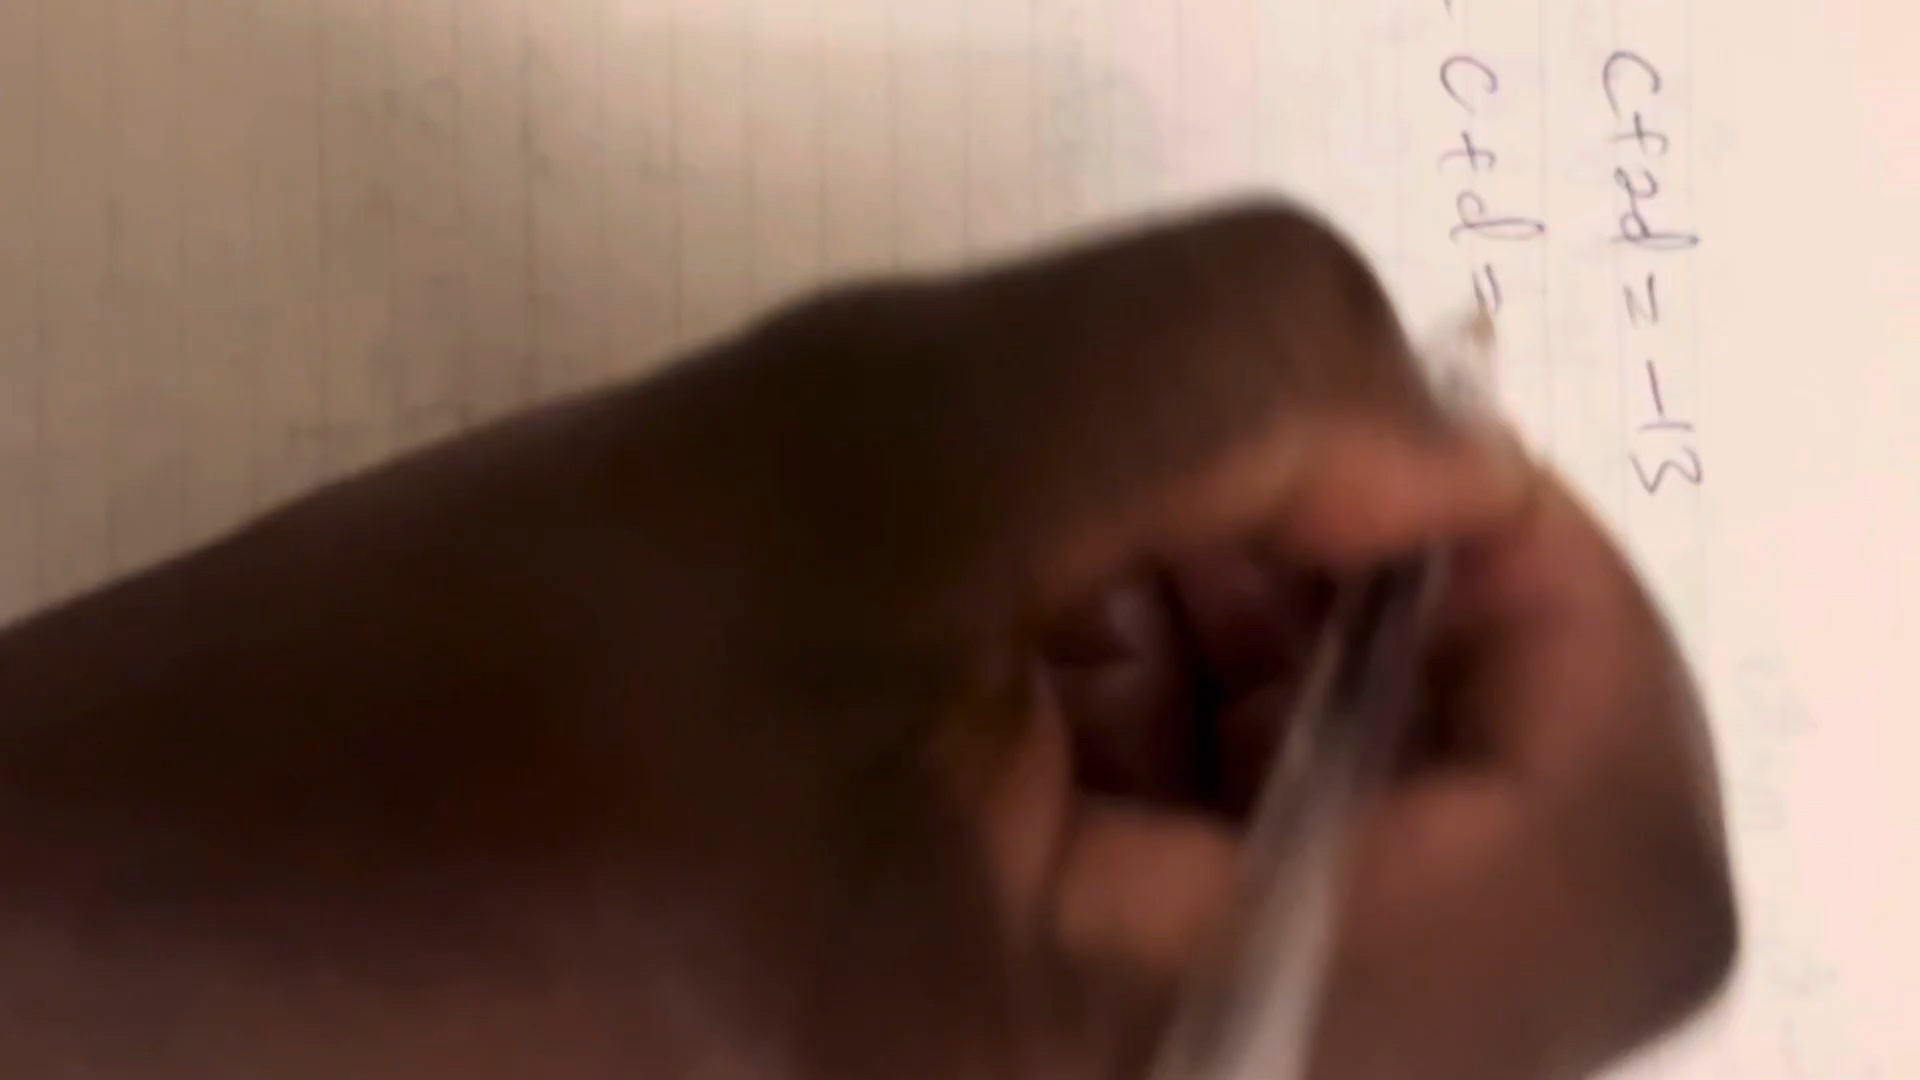 C+2d = -13
- C+d =